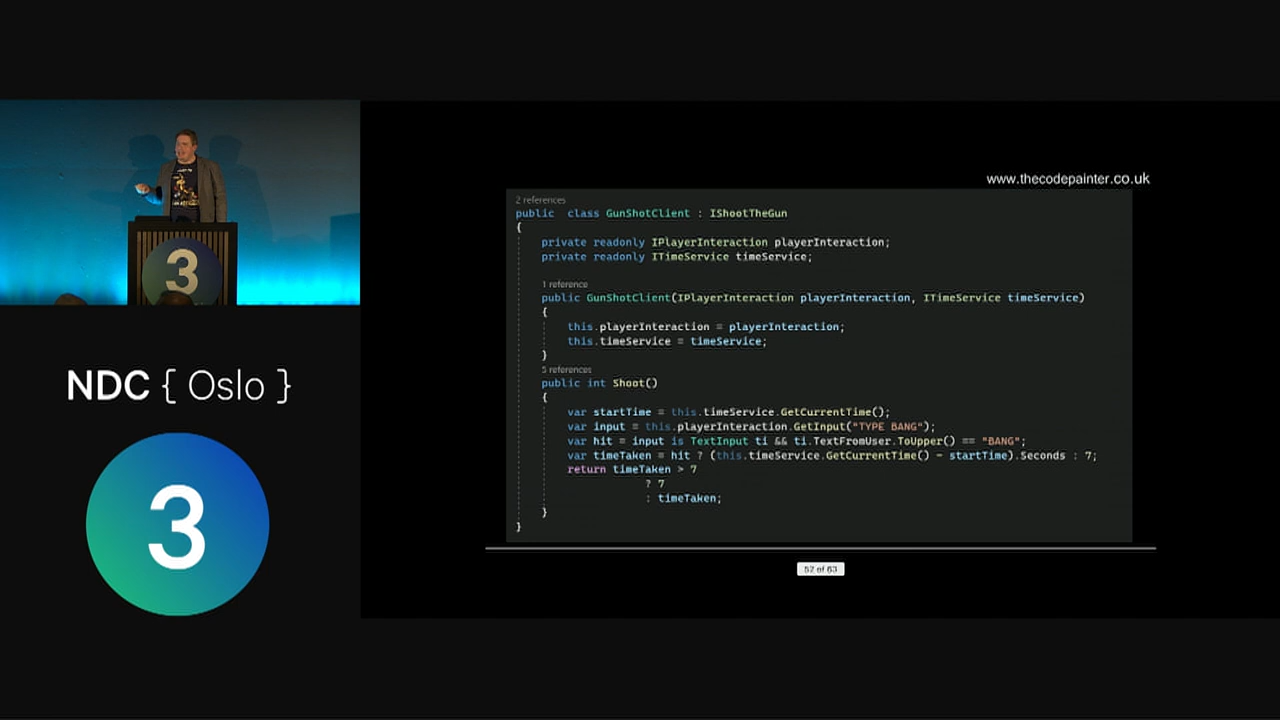 www.thecodepainter.co.uk
2 references
public class GunShotClient : IShootTheGun
{
private readonly IPlayerInteraction playerInteraction;
private readonly ITimeService timeService;
1 reference
public GunShotClient(IPlayerInteraction playerInteraction, ITimeService timeService)
{
this.playerInteraction = playerInteraction;
this.timeService = timeService;
}
5 references
public int Shoot()
{
var startTime = this.timeService.GetCurrentTime();
var input = this.playerInteraction.GetInput("TYPE BANG");
var hit = input is TextInput ti && ti.TextFromUser.ToUpper() == "BANG";
var timeTaken = hit ? (this.timeService.GetCurrentTime() - startTime).Seconds : 7;
return timeTaken > 7
? 7
: timeTaken;
}
}
52 of 63
3
NDC { Oslo }
3